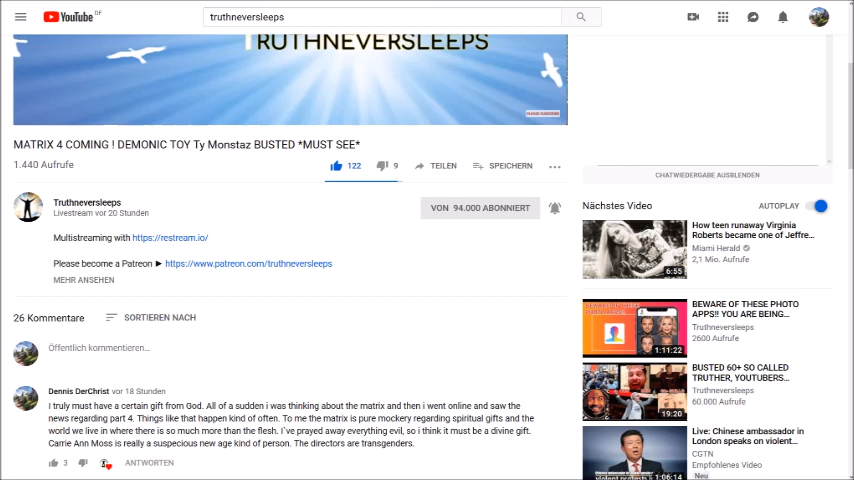 YouTube DE
truthneversleeps
TRUTHNEVERSLEEPS
PLEASE SUBSCRIBE
MATRIX 4 COMING ! DEMONIC TOY Ty Monstaz BUSTED *MUST SEE*
1.440 Aufrufe
122
9
TEILEN
SPEICHERN
Truthneversleeps
Livestream vor 20 Stunden
VON 94.000 ABONNIERT
Multistreaming with https://restream.io/
Please become a Patreon ► https://www.patreon.com/truthneversleeps
MEHR ANSEHEN
26 Kommentare
SORTIEREN NACH
Öffentlich kommentieren...
Dennis DerChrist vor 18 Stunden
I truly must have a certain gift from God. All of a sudden i was thinking about the matrix and then i went online and saw the
news regarding part 4. Things like that happen kind of often. To me the matrix is pure mockery regarding spiritual gifts and the
world we live in where there is so much more than the flesh. I`ve prayed away everything evil, so i think it must be a divine gift.
Carrie Ann Moss is really a suspecious new age kind of person. The directors are transgenders.
3
ANTWORTEN
CHATWIEDERGABE AUSBLENDEN
Nächstes Video
AUTOPLAY
How teen runaway Virginia
Roberts became one of Jeffre...
Miami Herald
2,1 Mio. Aufrufe
6:55
BEWARE OF THESE PHOTO
APPS!! YOU ARE BEING...
Truthneversleeps
2600 Aufrufe
1:11:22
BUSTED 60+ SO CALLED
TRUTHER, YOUTUBERS...
Truthneversleeps
60.000 Aufrufe
19:20
Live: Chinese ambassador in
London speaks on violent...
CGTN
Empfohlenes Video
Neu
1:06:14